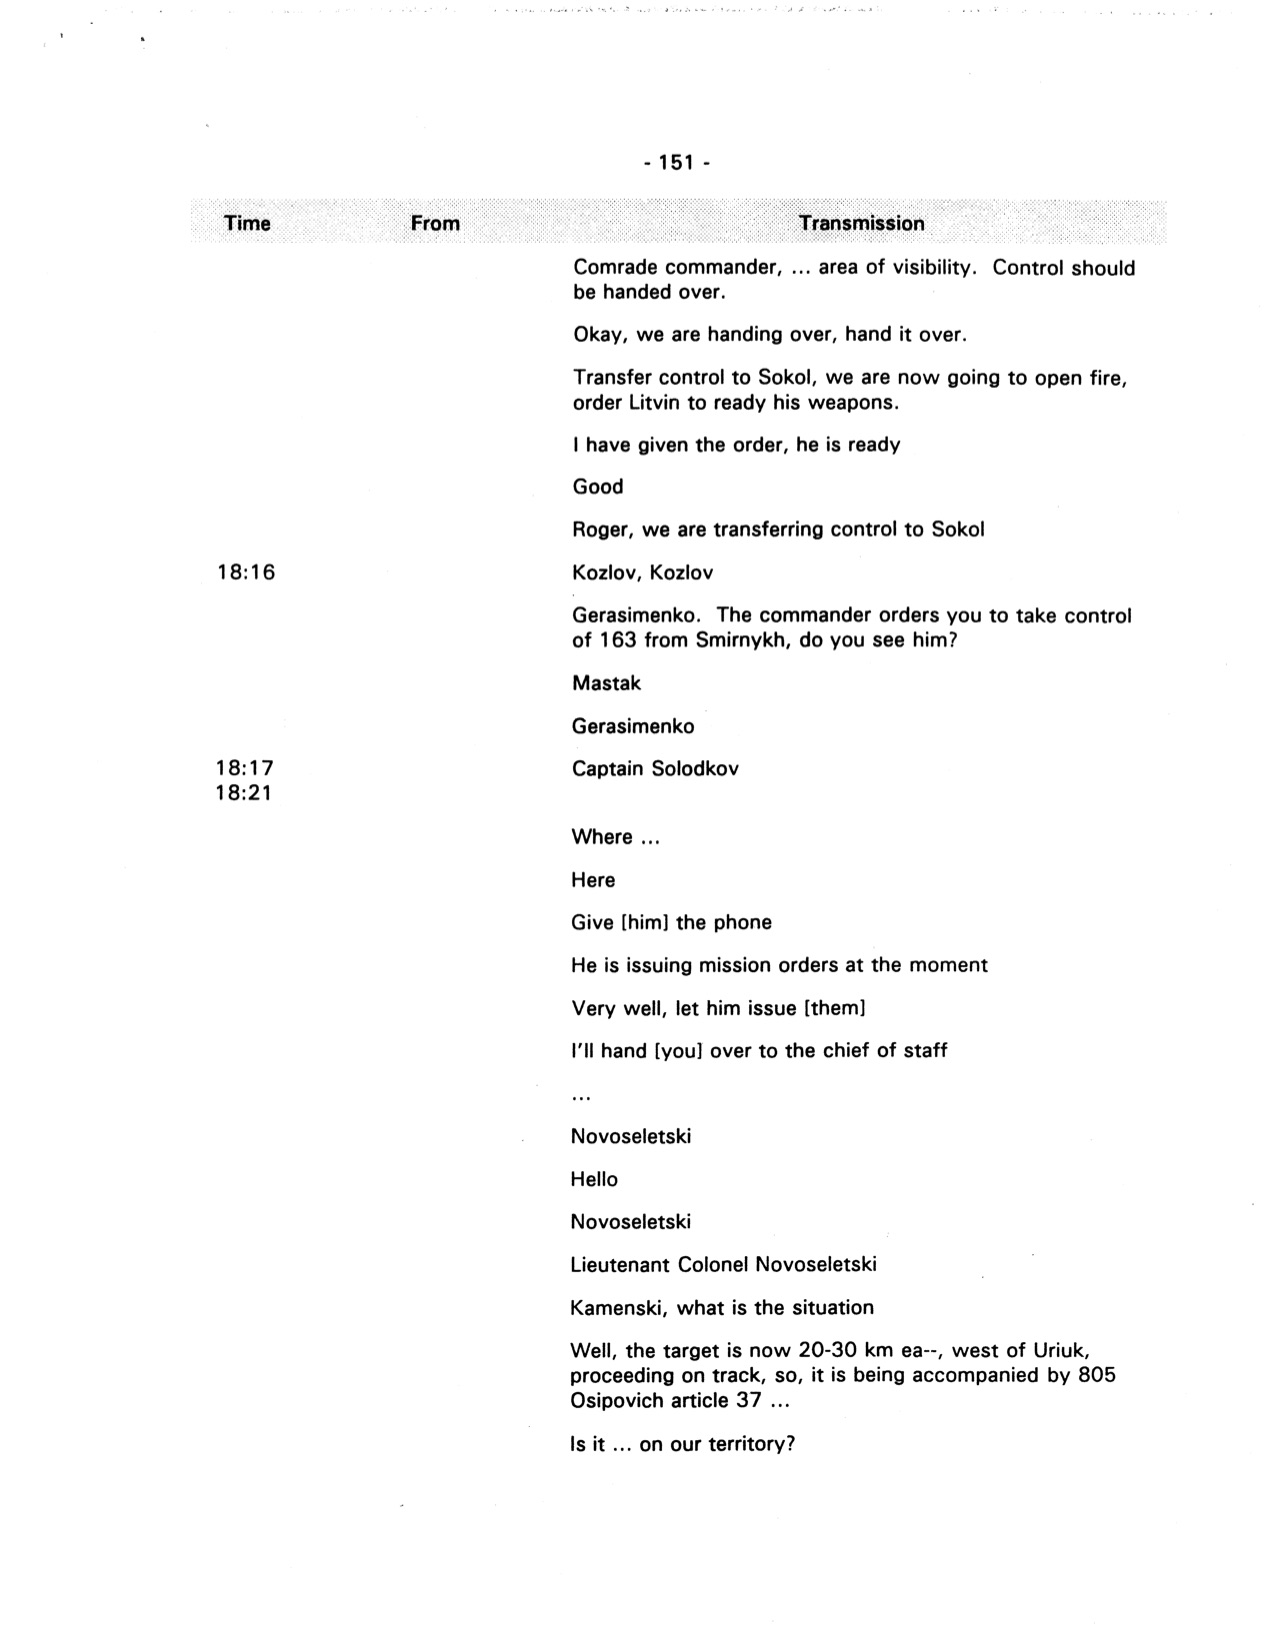 - 151 -
Time From Transmission
Comrade commander, ... area of visibility. Control should
be handed over.
Okay, we are handing over, hand it over.
Transfer control to Sokol, we are now going to open fire,
order Litvin to ready his weapons.
I have given the order, he is ready
Good
Roger, we are transferring control to Sokol
18:16 Kozlov, Kozlov
Gerasimenko. The commander orders you to take control
of 163 from Smirnykh, do you see him?
Mastak
Gerasimenko
18:17 Captain Solodkov
18:21
Where ...
Here
Give [him] the phone
He is issuing mission orders at the moment
Very well, let him issue [them]
I'll hand [you] over to the chief of staff
...
Novoseletski
Hello
Novoseletski
Lieutenant Colonel Novoseletski
Kamenski, what is the situation
Well, the target is now 20-30 km ea--, west of Uriuk,
proceeding on track, so, it is being accompanied by 805
Osipovich article 37 ...
Is it ... on our territory?